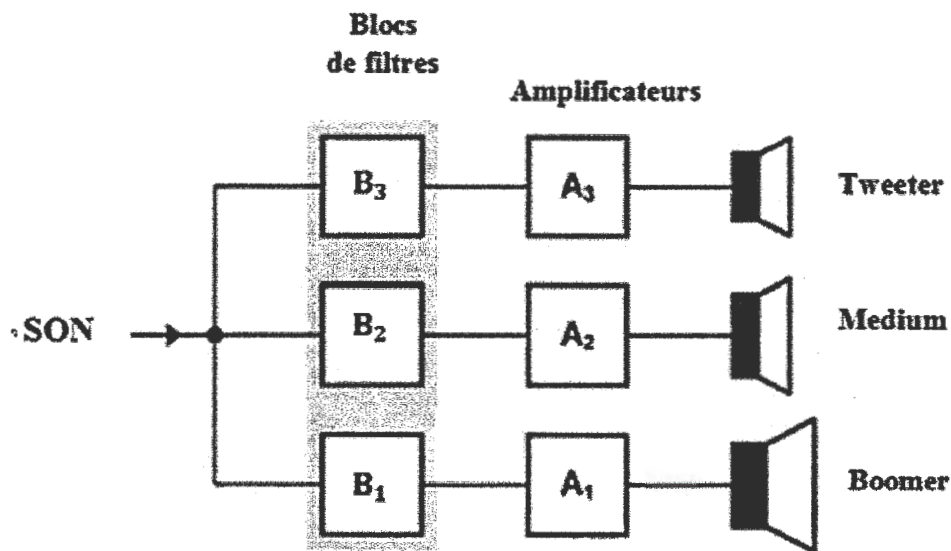 Blocs
de filtres
Amplificateurs
B3
A3
Tweeter
SON
B2
A2
Medium
B1
A1
Boomer